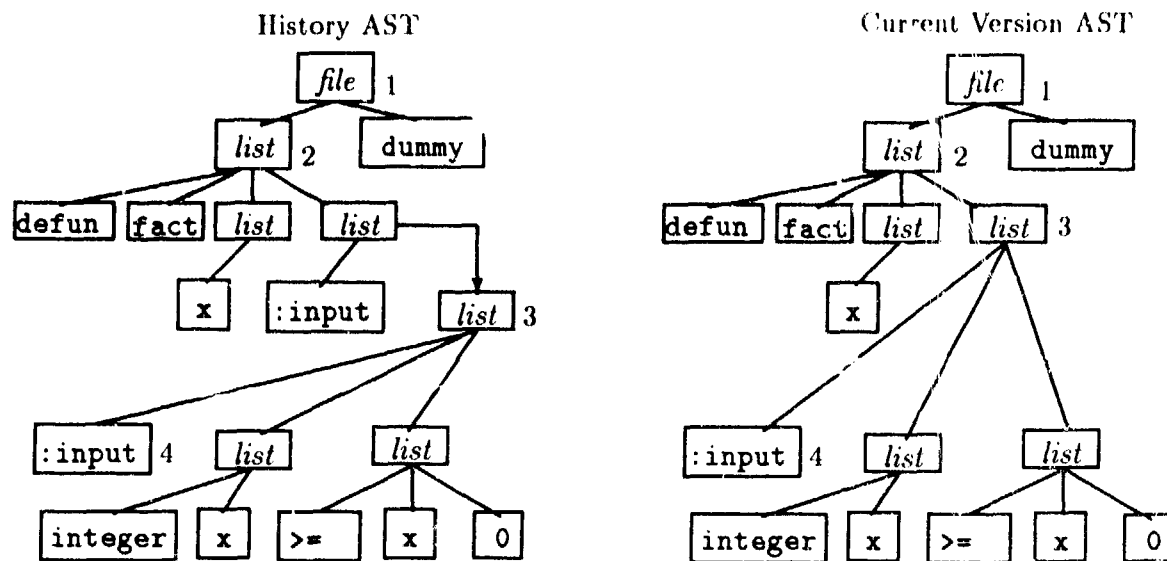 History AST Current Version AST
file 1 file 1
list 2 dummy list 2 dummy
defun fact list list defun fact list list 3
x :input list 3 x
:input 4 list list :input 4 list list
integer x >= x 0 integer x >= x 0